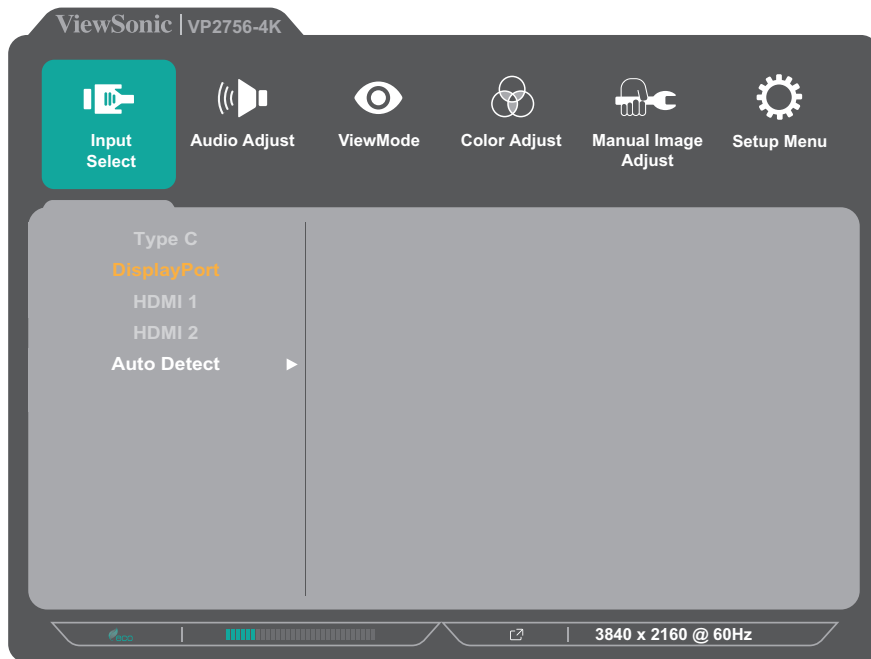 ViewSonic | VP2756-4K
Input
Select
Audio Adjust
ViewMode
Color Adjust
Manual Image
Adjust
Setup Menu
Type C
DisplayPort
HDMI 1
HDMI 2
Auto Detect
eco
3840 x 2160 @ 60Hz